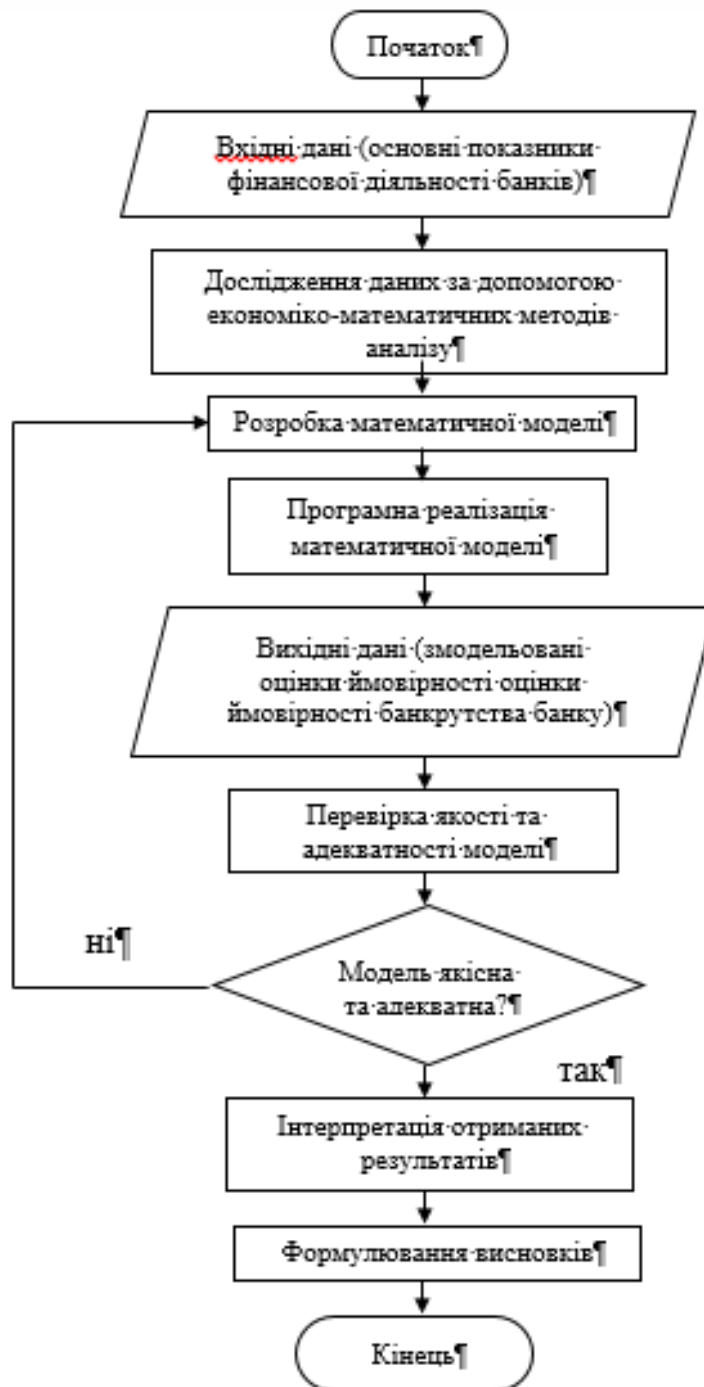 Початок¶
Вхідні·дані·(основні·показники·
фінансової·діяльності·банків)¶
Дослідження·даних·за·допомогою·
економіко-математичних·методів·
аналізу¶
Розробка·математичної·моделі¶
Програмна·реалізація·
математичної·моделі¶
Вихідні·дані·(змодельовані·
оцінки·ймовірності·оцінки·
ймовірності·банкрутства·банку)¶
Перевірка·якості·та·
адекватності·моделі¶
ні¶
Модель·якісна·
та·адекватна?¶
так¶
Інтерпретація·отриманих·
результатів¶
Формулювання·висновків¶
Кінець¶